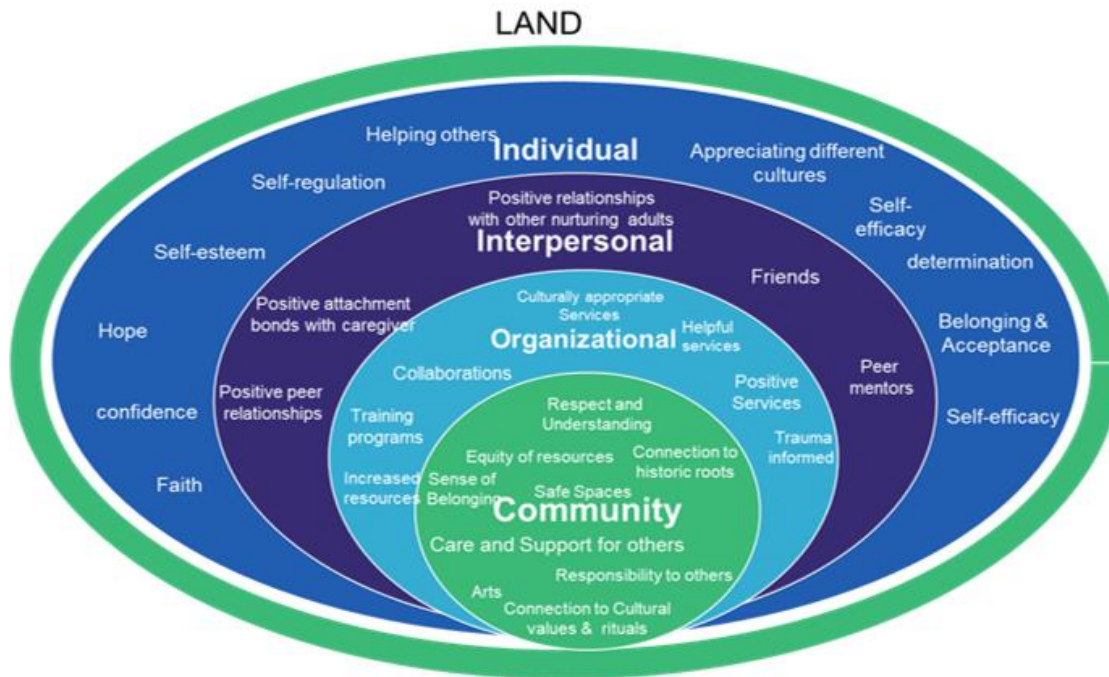 LAND
Helping others
Individual
Appreciating different
cultures
Self-regulation
Self-
efficacy
Self-esteem
determination
Hope
Belonging &
Acceptance
confidence
Self-efficacy
Faith
Positive relationships
with other nurturing adults
Interpersonal
Friends
Positive attachment
bonds with caregiver
Peer
mentors
Positive peer
relationships
Culturally appropriate
Services
Organizational
Helpful
services
Collaborations
Positive
Services
Training
programs
Trauma
informed
Increased
resources
Respect and
Understanding
Equity of resources
Connection to
historic roots
Sense of
Belonging
Safe Spaces
Community
Care and Support for others
Responsibility to others
Arts
Connection to Cultural
values & rituals